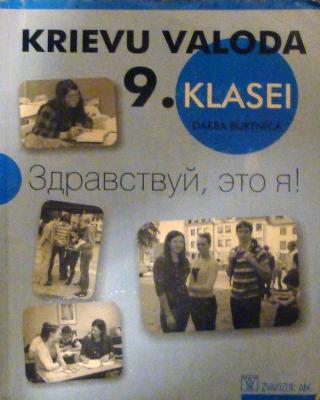 KRIEVU VALODA
9. KLASEI
DARBA BURTNĪCA
Здравствуй, это я!
ZVAIGZNE ABC